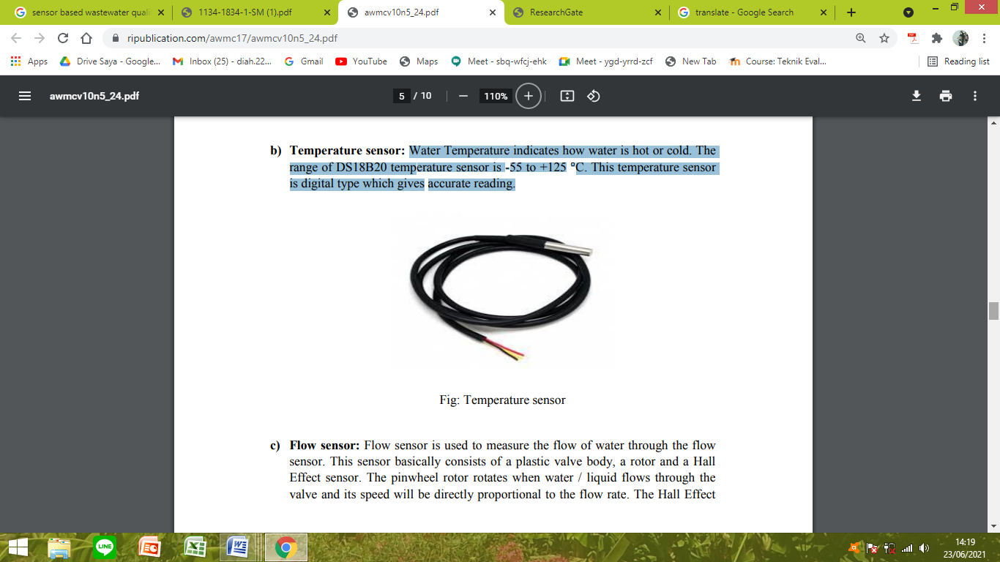 sensor based wastewater quali
1134-1834-1-SM (1).pdf
awmcv10n5_24.pdf
ResearchGate
translate - Google Search
ripublication.com/awmc17/awmcv10n5_24.pdf
Apps
Drive Saya - Google...
Inbox (25) - diah.22...
Gmail
YouTube
Maps
Meet - sbq-wfcj-ehk
Meet - ygd-yrrd-zcf
New Tab
Course: Teknik Eval...
Reading list
awmcv10n5_24.pdf
5 / 10
110%
b) Temperature sensor: Water Temperature indicates how water is hot or cold. The
range of DS18B20 temperature sensor is -55 to +125 °C. This temperature sensor
is digital type which gives accurate reading.
Fig: Temperature sensor
c) Flow sensor: Flow sensor is used to measure the flow of water through the flow
sensor. This sensor basically consists of a plastic valve body, a rotor and a Hall
Effect sensor. The pinwheel rotor rotates when water / liquid flows through the
valve and its speed will be directly proportional to the flow rate. The Hall Effect
LINE
14:19
23/06/2021